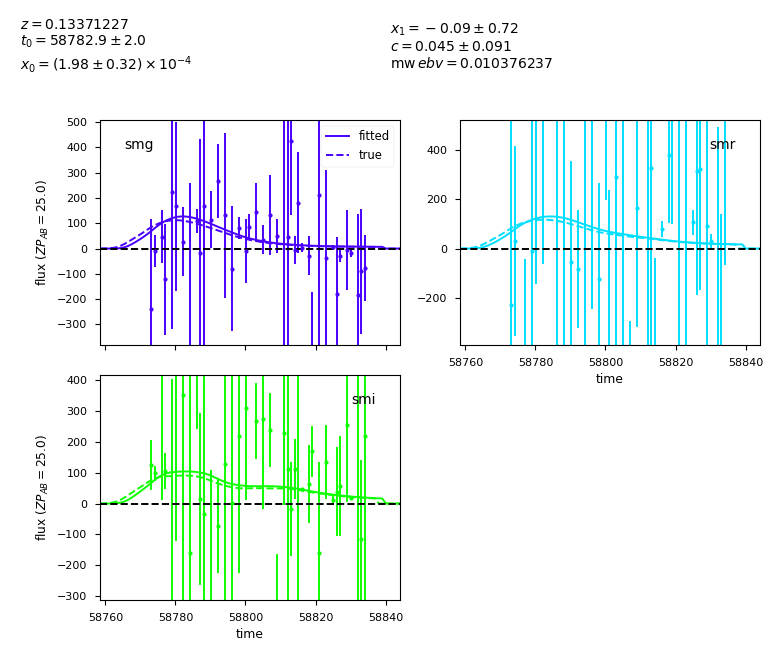 z = 0.13371227
t₀ = 58782.9 ± 2.0
x₀ = (1.98 ± 0.32) × 10⁻⁴
x₁ = −0.09 ± 0.72
c = 0.045 ± 0.091
mwebv = 0.010376237
smg
fitted
true
500
400
300
200
100
0
−100
−200
−300
flux (ZP_AB = 25.0)
smr
400
200
0
−200
58760 58780 58800 58820 58840
time
smi
400
300
200
100
0
−100
−200
−300
flux (ZP_AB = 25.0)
58760 58780 58800 58820 58840
time